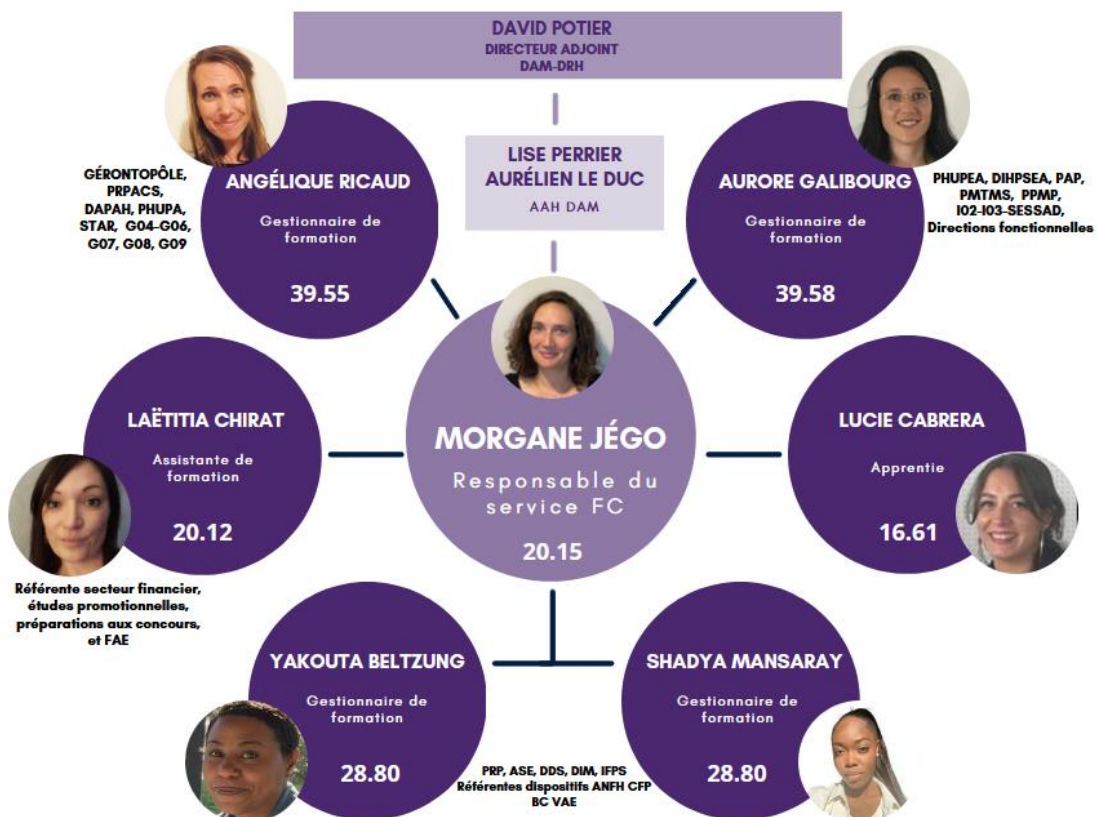 DAVID POTIER
DIRECTEUR ADJOINT
DAM-DRH
LISE PERRIER
AURÉLIEN LE DUC
AAH DAM
GÉRONTOPÔLE,
PRPACS,
DAPAH, PHUPA,
STAR, G04-G06,
G07, G08, G09
ANGÉLIQUE RICAUD
Gestionnaire de
formation
39.55
AURORE GALIBOURG
Gestionnaire de
formation
39.58
PHUPEA, DIHPSEA, PAP,
PMTMS, PPMP,
I02-I03-SESSAD,
Directions fonctionnelles
LAËTITIA CHIRAT
Assistante de
formation
20.12
Référente secteur financier,
études promotionnelles,
préparations aux concours,
et FAE
MORGANE JÉGO
Responsable du
service FC
20.15
LUCIE CABRERA
Apprentie
16.61
YAKOUTA BELTZUNG
Gestionnaire de
formation
28.80
SHADYA MANSARAY
Gestionnaire de
formation
28.80
PRP, ASE, DDS, DIM, IFPS
Référentes dispositifs ANFH CFP
BC VAE